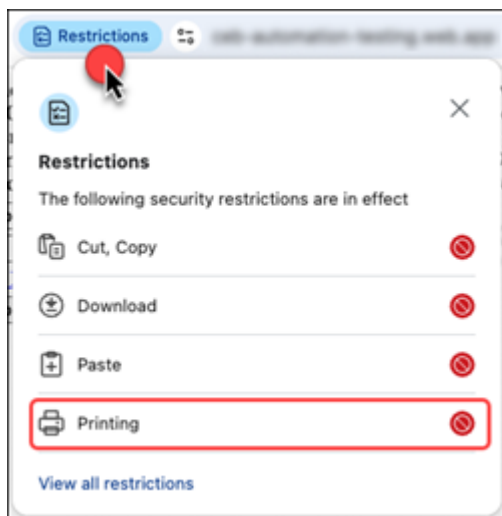 Restrictions
Restrictions
The following security restrictions are in effect
Cut, Copy
Download
Paste
Printing
View all restrictions